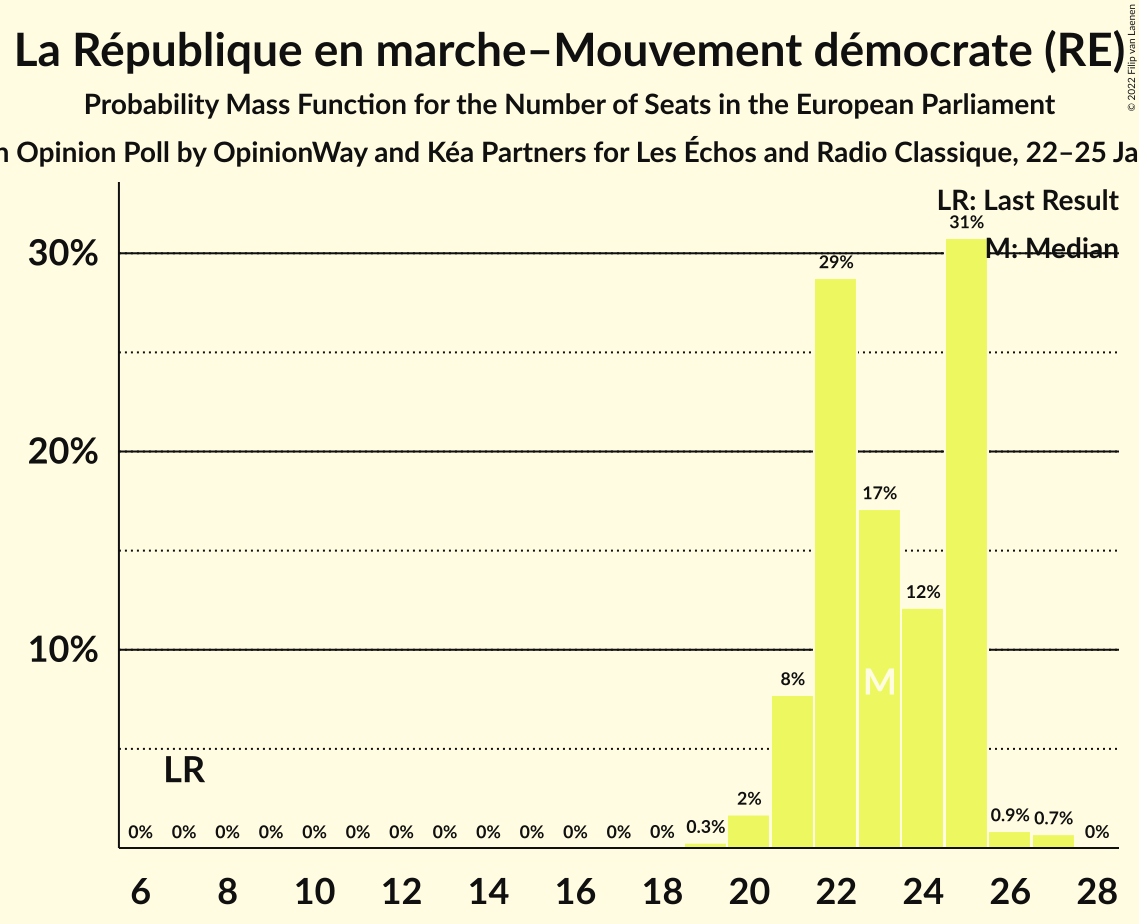 La République en marche–Mouvement démocrate (RE)
© 2022 Filip van Laenen
Probability Mass Function for the Number of Seats in the European Parliament
Opinion Poll by OpinionWay and Kéa Partners for Les Échos and Radio Classique, 22–25
LR: Last Result
M: Median
31%
30%
29%
20%
17%
12%
10%
8%
M
LR
2%
0% 0% 0% 0% 0% 0% 0% 0% 0% 0% 0% 0% 0% 0.3% 0.9% 0.7% 0%
6 8 10 12 14 16 18 20 22 24 26 28